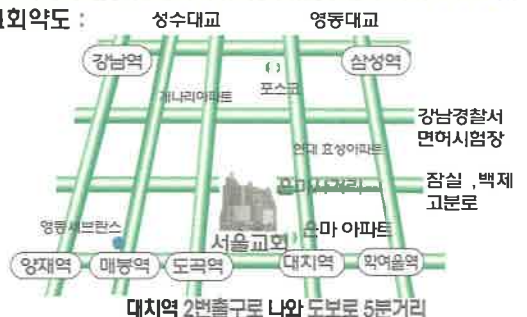 회약도 :
성수대교 영동대교
강남역 삼성역
포스코
개나리아파트
강남경찰서
면허시험장
현대 효성아파트
은마사거리
잠실 ,백제
고분로
영동세브란스
서울교회
은마 아파트
양재역 매봉역 도곡역 대치역 학여울역
대치역 2번출구로 나와 도보로 5분거리